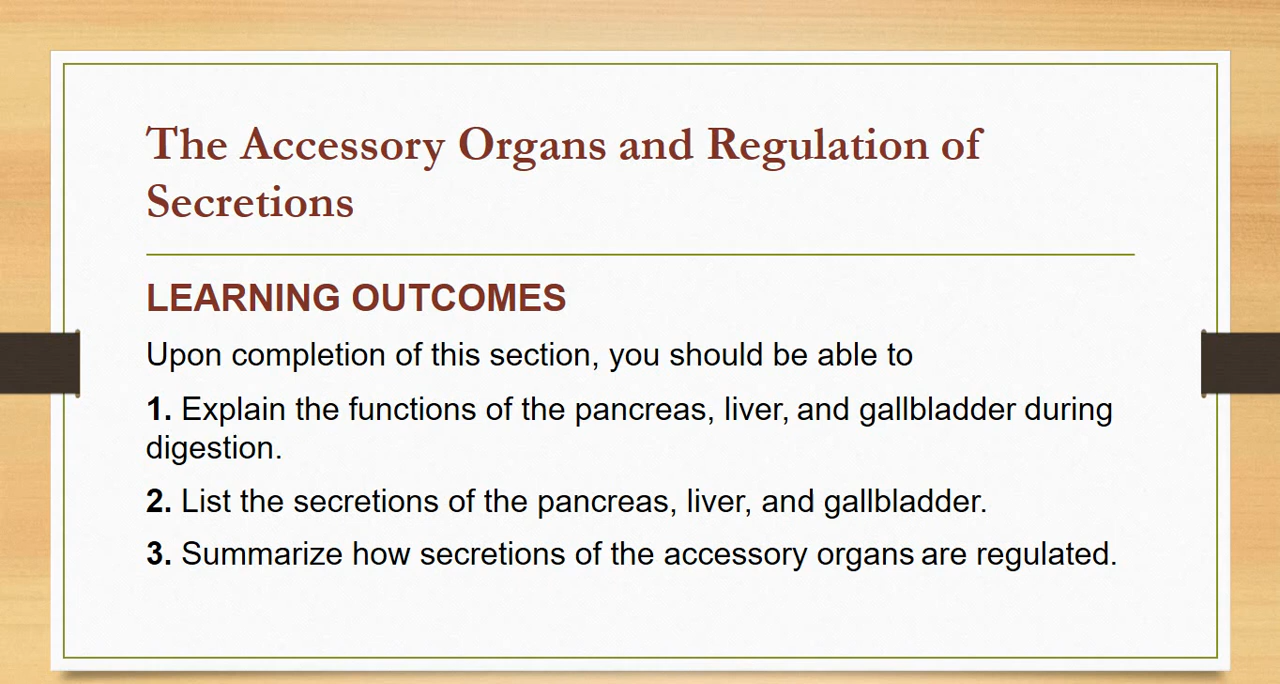 The Accessory Organs and Regulation of
Secretions
LEARNING OUTCOMES
Upon completion of this section, you should be able to
1. Explain the functions of the pancreas, liver, and gallbladder during
digestion.
2. List the secretions of the pancreas, liver, and gallbladder.
3. Summarize how secretions of the accessory organs are regulated.